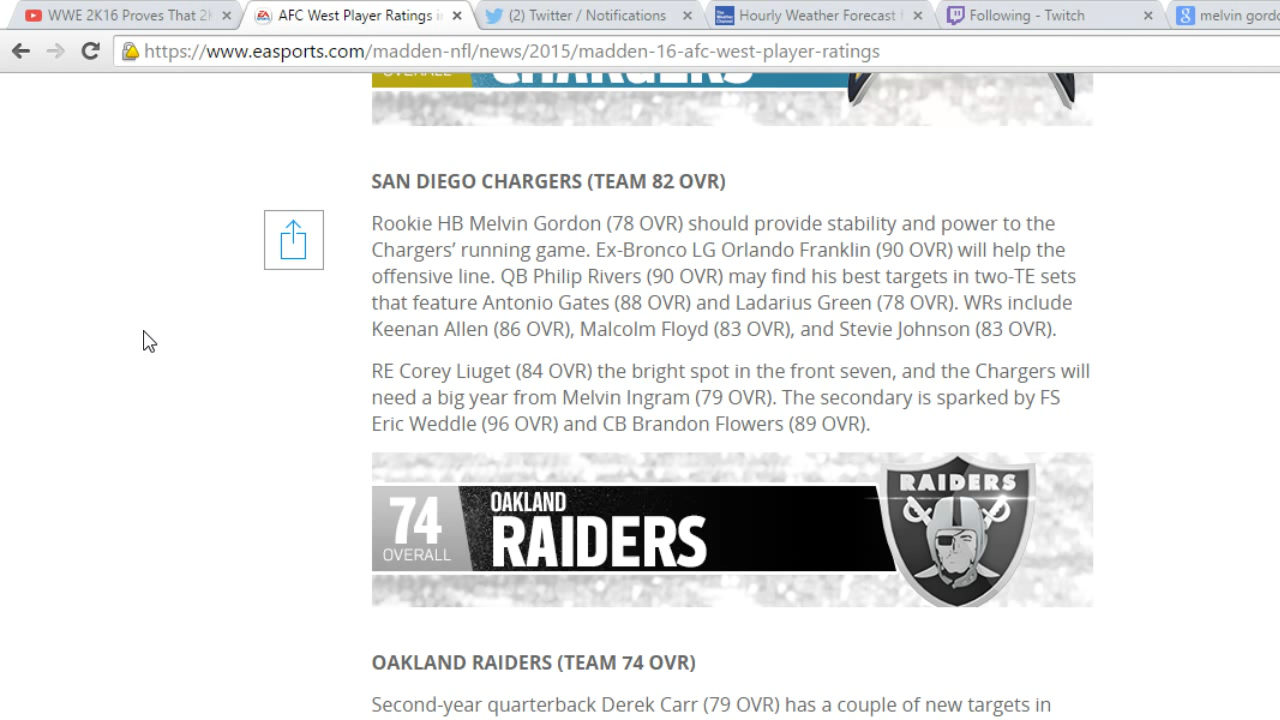 WWE 2K16 Proves That 2
AFC West Player Ratings i
(2) Twitter / Notifications
The Weather Channel
Hourly Weather Forecast
Following - Twitch
melvin gordo
https://www.easports.com/madden-nfl/news/2015/madden-16-afc-west-player-ratings
OVERALL
CHARGERS
SAN DIEGO CHARGERS (TEAM 82 OVR)
Rookie HB Melvin Gordon (78 OVR) should provide stability and power to the
Chargers’ running game. Ex-Bronco LG Orlando Franklin (90 OVR) will help the
offensive line. QB Philip Rivers (90 OVR) may find his best targets in two-TE sets
that feature Antonio Gates (88 OVR) and Ladarius Green (78 OVR). WRs include
Keenan Allen (86 OVR), Malcolm Floyd (83 OVR), and Stevie Johnson (83 OVR).
RE Corey Liuget (84 OVR) the bright spot in the front seven, and the Chargers will
need a big year from Melvin Ingram (79 OVR). The secondary is sparked by FS
Eric Weddle (96 OVR) and CB Brandon Flowers (89 OVR).
74
OVERALL
OAKLAND
RAIDERS
RAIDERS
OAKLAND RAIDERS (TEAM 74 OVR)
Second-year quarterback Derek Carr (79 OVR) has a couple of new targets in